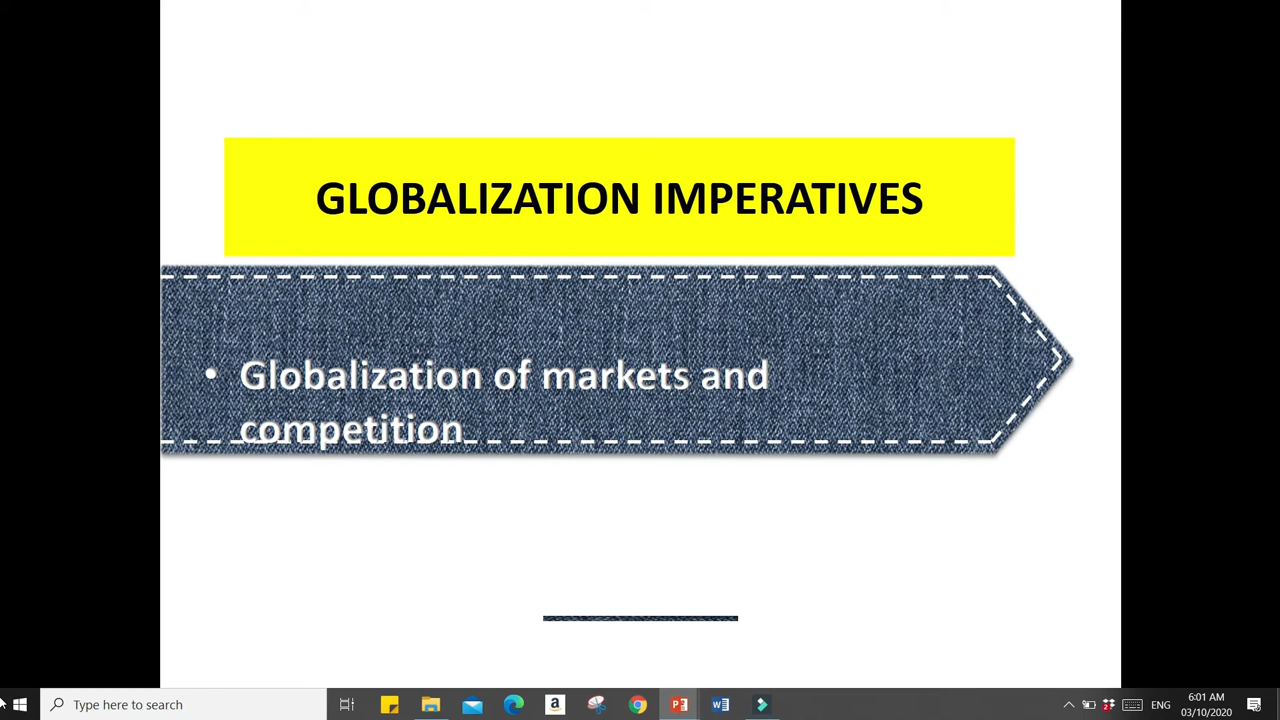 GLOBALIZATION IMPERATIVES
• Globalization of markets and
competition
Type here to search
ENG
6:01 AM
03/10/2020